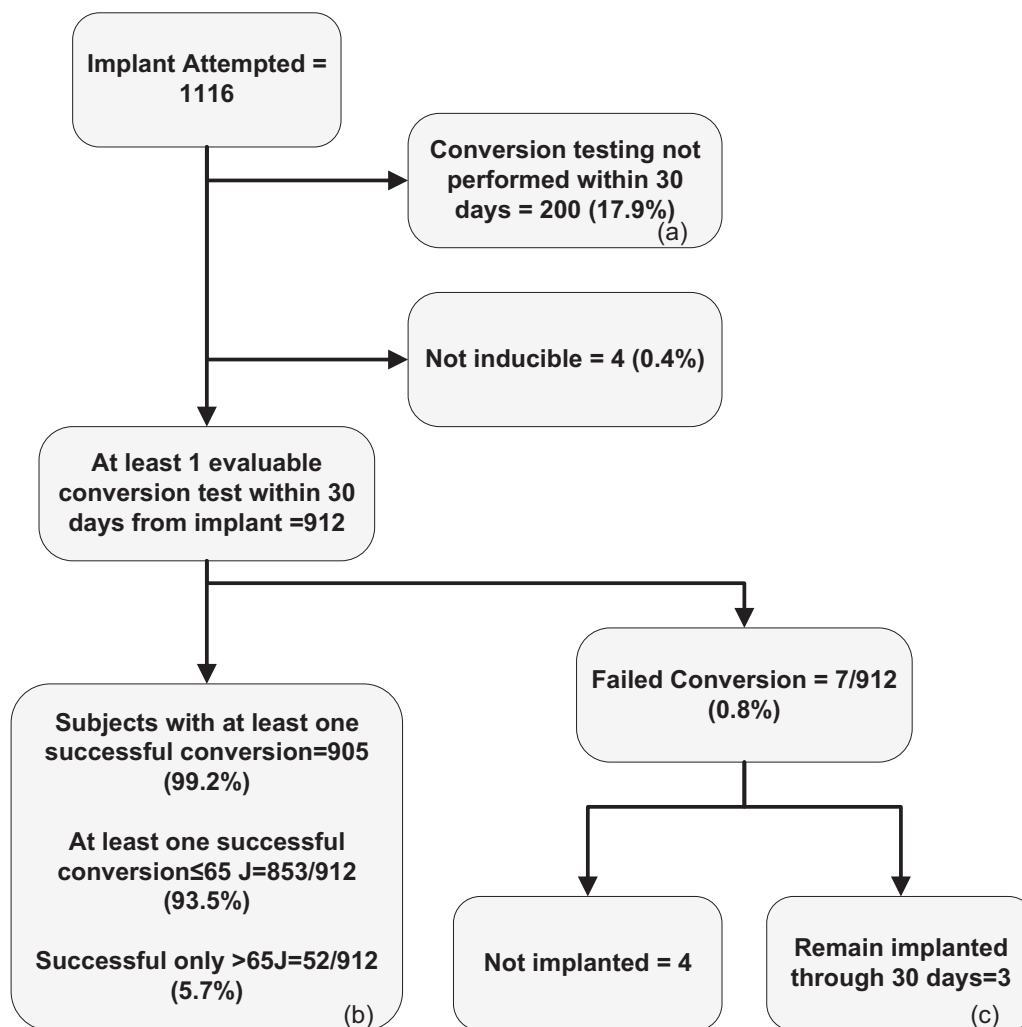 Implant Attempted =
1116
Conversion testing not
performed within 30
days = 200 (17.9%)
(a)
Not inducible = 4 (0.4%)
At least 1 evaluable
conversion test within 30
days from implant =912
Failed Conversion = 7/912
(0.8%)
Subjects with at least one
successful conversion=905
(99.2%)
At least one successful
conversion≤65 J=853/912
(93.5%)
Successful only >65J=52/912
(5.7%)
(b)
Not implanted = 4
Remain implanted
through 30 days=3
(c)